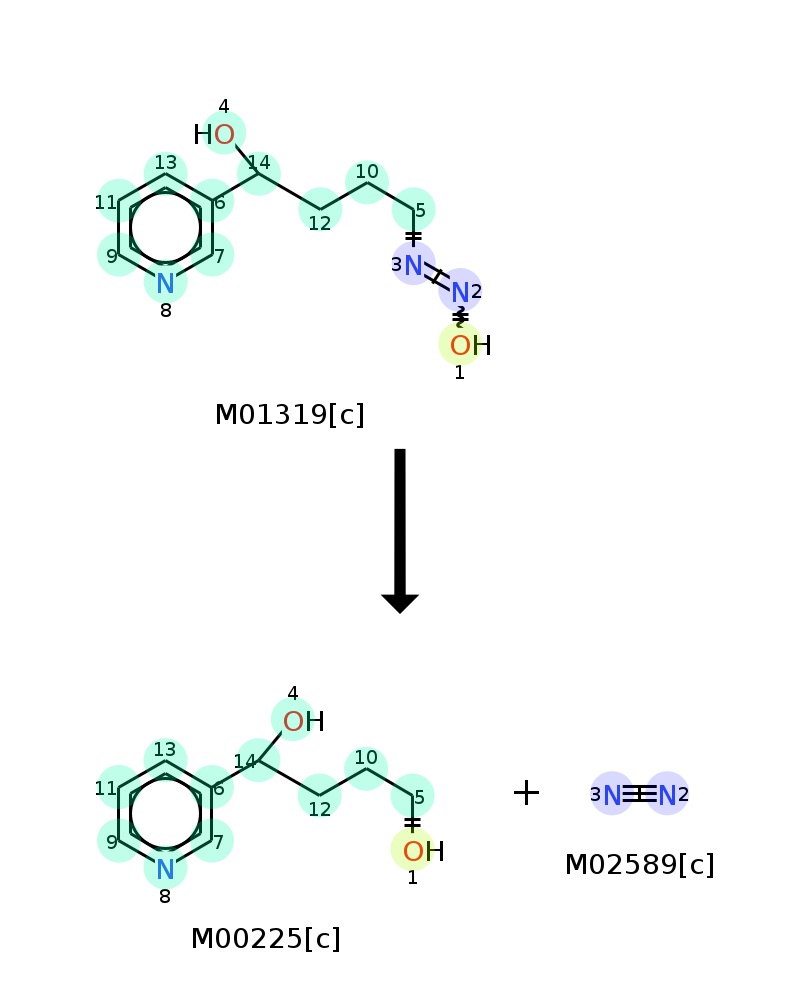 4
HO
13 14 10
11 6 5
12
9 7 3N
N N2
8
OH
1
M01319[c]
4
OH
13 14 10
11 6 5 + 3N N2
12
9 7 OH
N 1
8
M02589[c]
M00225[c]